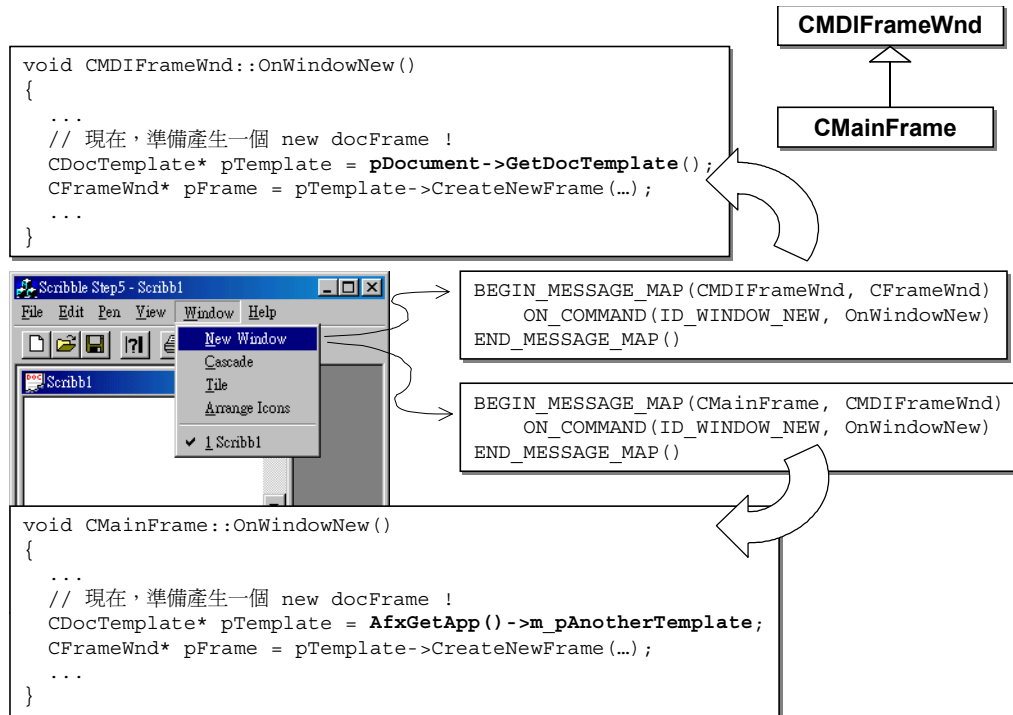 CMDIFrameWnd
CMainFrame
void CMDIFrameWnd::OnWindowNew()
{
...
// 現在，準備產生一個 new docFrame !
CDocTemplate* pTemplate = pDocument->GetDocTemplate();
CFrameWnd* pFrame = pTemplate->CreateNewFrame(…);
...
}
Scribble Step5 - Scribb1
File Edit Pen View Window Help
New Window
Cascade
Tile
Arrange Icons
✓ 1 Scribb1
Scribb1
BEGIN_MESSAGE_MAP(CMDIFrameWnd, CFrameWnd)
ON_COMMAND(ID_WINDOW_NEW, OnWindowNew)
END_MESSAGE_MAP()
BEGIN_MESSAGE_MAP(CMainFrame, CMDIFrameWnd)
ON_COMMAND(ID_WINDOW_NEW, OnWindowNew)
END_MESSAGE_MAP()
void CMainFrame::OnWindowNew()
{
...
// 現在，準備產生一個 new docFrame !
CDocTemplate* pTemplate = AfxGetApp()->m_pAnotherTemplate;
CFrameWnd* pFrame = pTemplate->CreateNewFrame(…);
...
}